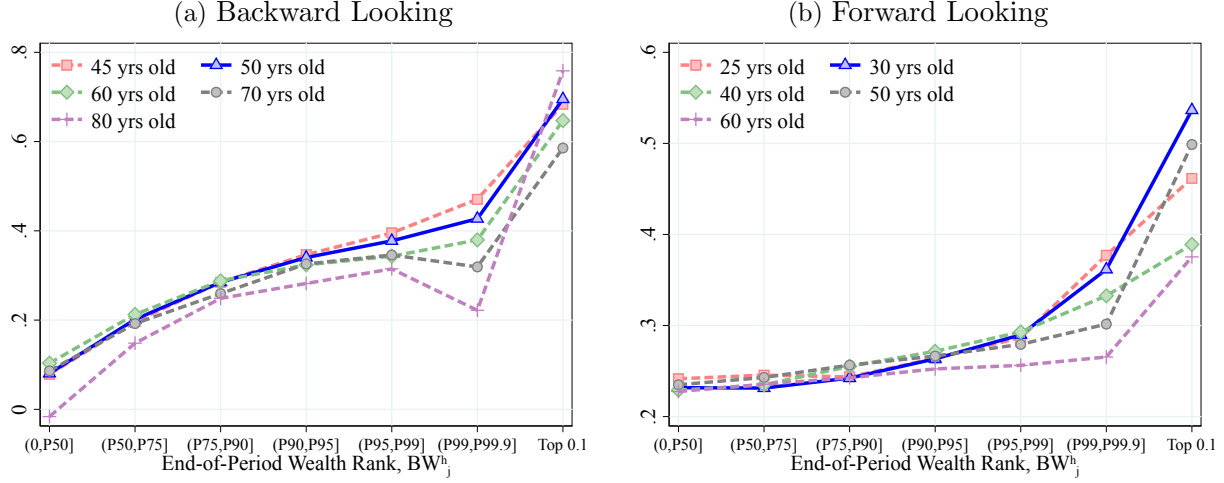 (a) Backward Looking
.8
.6
.4
.2
0
45 yrs old
50 yrs old
60 yrs old
70 yrs old
80 yrs old
(0,P50]
(P50,P75]
(P75,P90]
(P90,P95]
(P95,P99]
(P99,P99.9]
Top 0.1
End-of-Period Wealth Rank, BWʰⱼ
(b) Forward Looking
.6
.5
.4
.3
.2
25 yrs old
30 yrs old
40 yrs old
50 yrs old
60 yrs old
(0,P50]
(P50,P75]
(P75,P90]
(P90,P95]
(P95,P99]
(P99,P99.9]
Top 0.1
End-of-Period Wealth Rank, BWʰⱼ